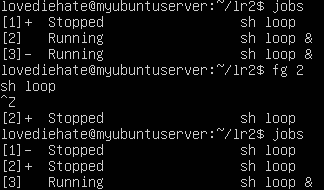 lovediehate@myubuntuserver:~/lr2$ jobs
[1]+  Stopped                 sh loop
[2]   Running                 sh loop &
[3]-  Running                 sh loop &
lovediehate@myubuntuserver:~/lr2$ fg 2
sh loop
^Z
[2]+  Stopped                 sh loop
lovediehate@myubuntuserver:~/lr2$ jobs
[1]-  Stopped                 sh loop
[2]+  Stopped                 sh loop
[3]   Running                 sh loop &